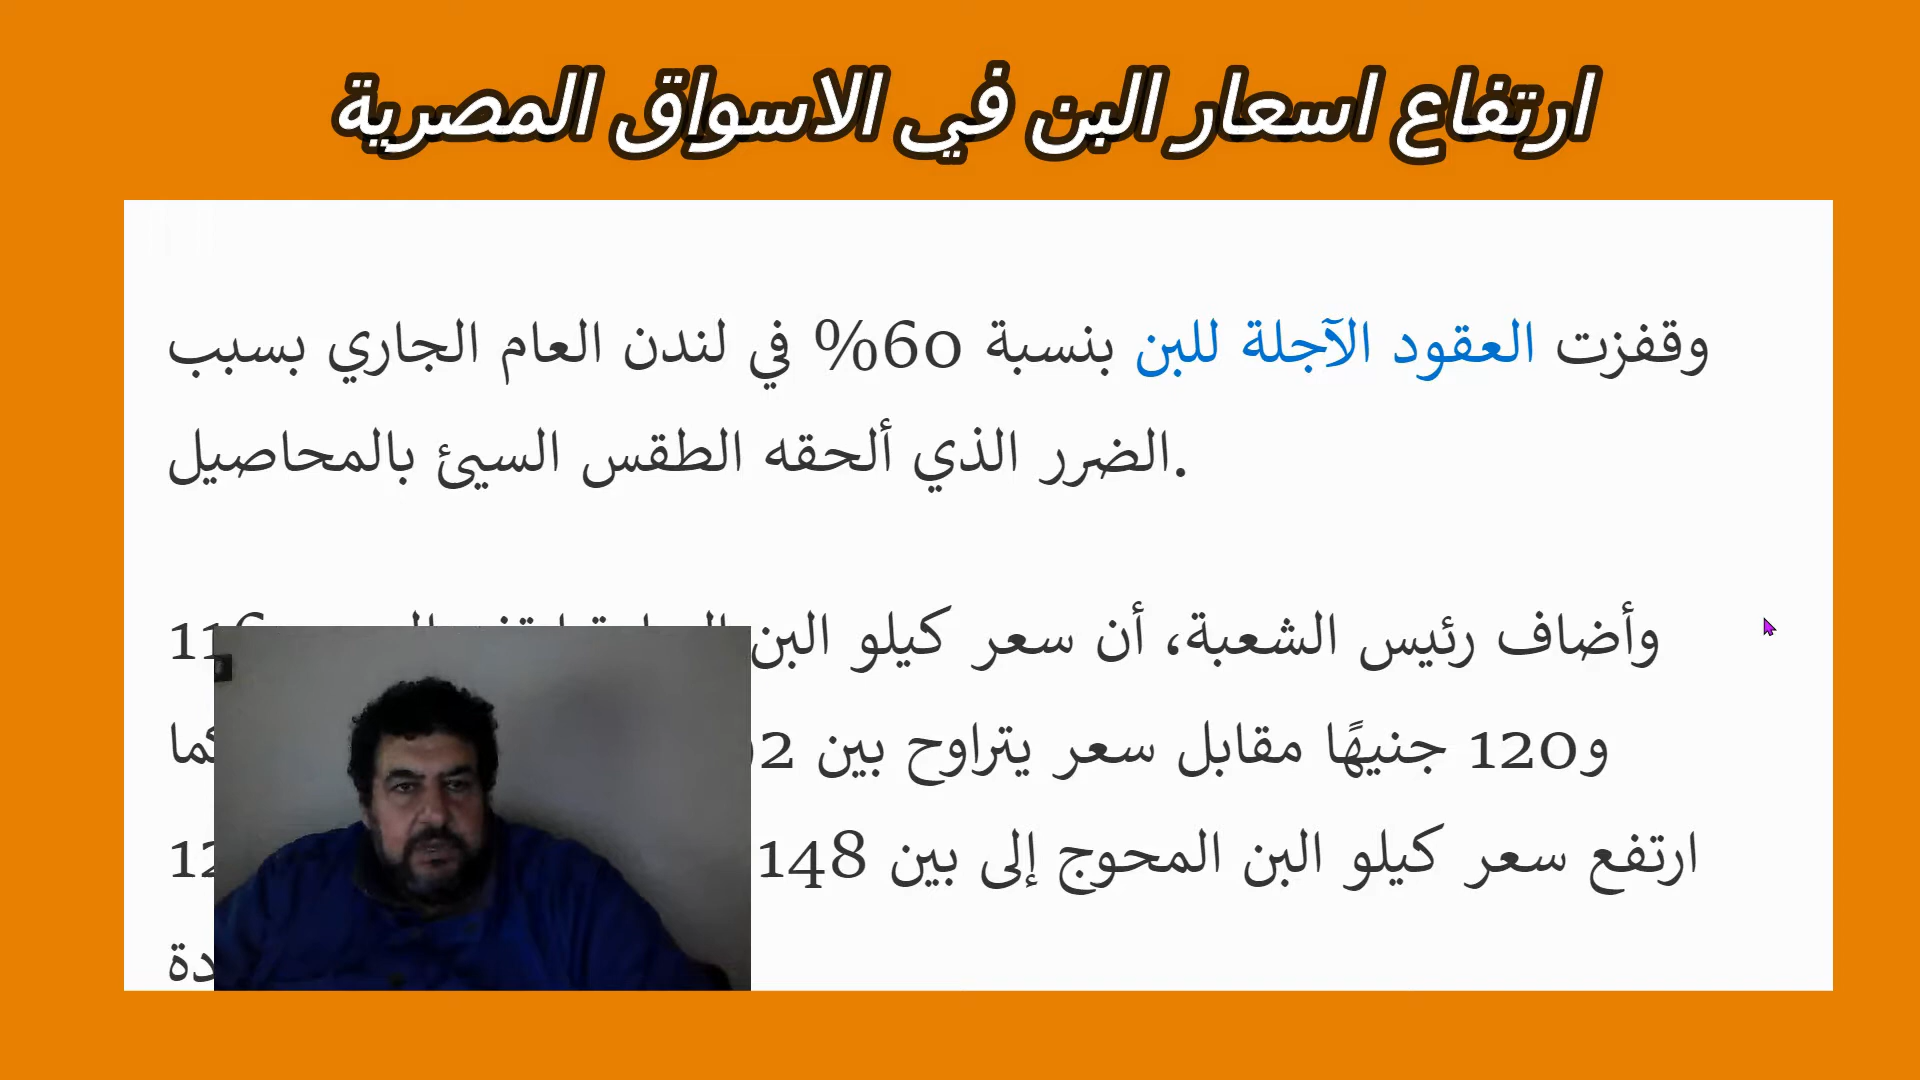 ارتفاع اسعار البن في الاسواق المصرية
وقفزت العقود الآجلة للبن بنسبة 60% في لندن العام الجاري بسبب
الضرر الذي ألحقه الطقس السيئ بالمحاصيل.
وأضاف رئيس الشعبة، أن سعر كيلو البن
و120 جنيهًا مقابل سعر يتراوح بين
ارتفع سعر كيلو البن المحوج إلى بين 148